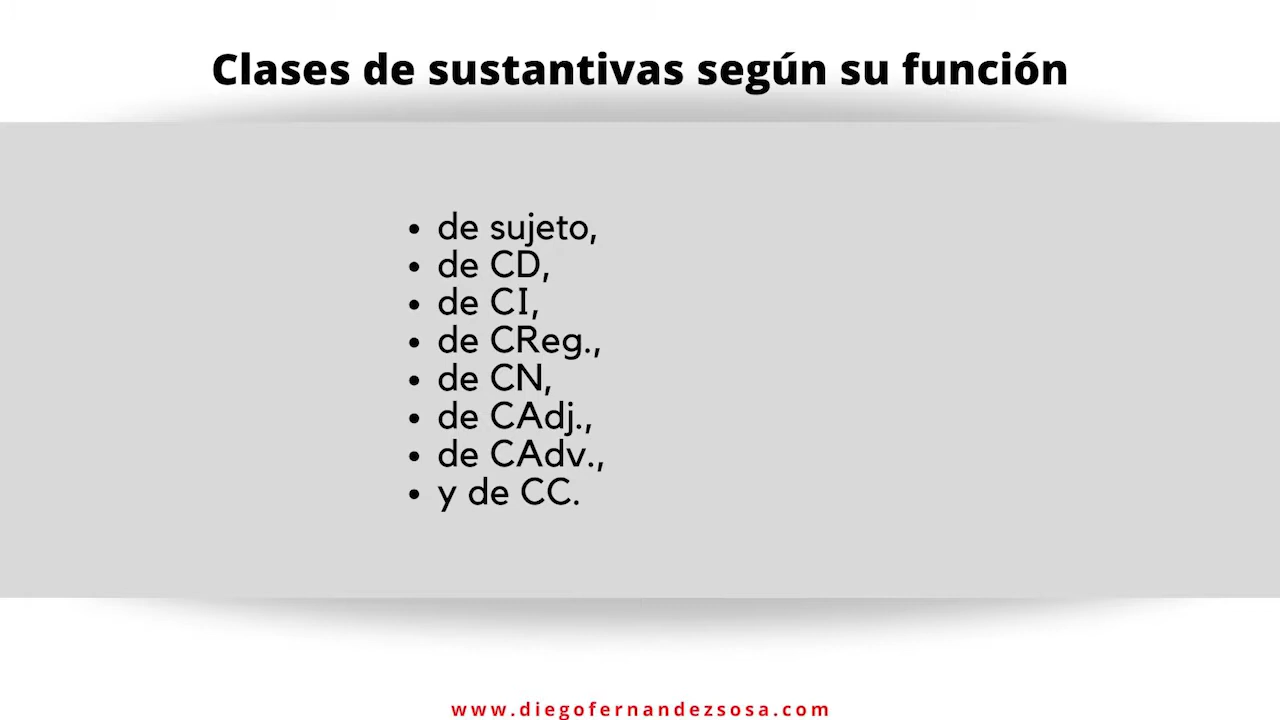 Clases de sustantivas según su función
• de sujeto,
• de CD,
• de CI,
• de CReg.,
• de CN,
• de CAdj.,
• de CAdv.,
• y de CC.
www.diegofernandezsosa.com